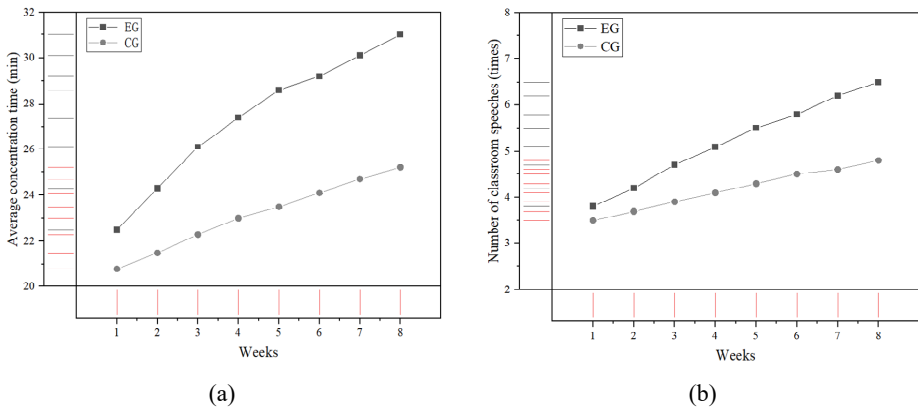 EG
CG
Average concentration time (min)
32
30
28
26
24
22
20
1 2 3 4 5 6 7 8
Weeks
(a)
EG
CG
Number of classroom speeches (times)
8
7
6
5
4
3
2
1 2 3 4 5 6 7 8
Weeks
(b)